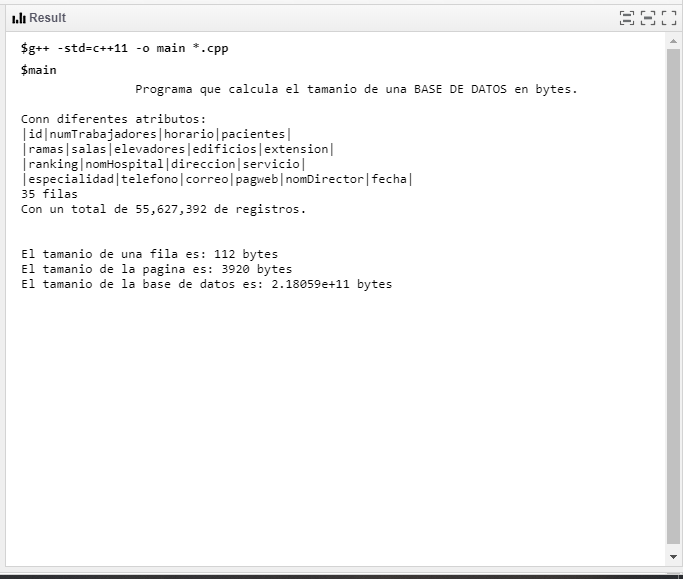 Result
$g++ -std=c++11 -o main *.cpp
$main
Programa que calcula el tamanio de una BASE DE DATOS en bytes.
Conn diferentes atributos:
|id|numTrabajadores|horario|pacientes|
|ramas|salas|elevadores|edificios|extension|
|ranking|nomHospital|direccion|servicio|
|especialidad|telefono|correo|pagweb|nomDirector|fecha|
35 filas
Con un total de 55,627,392 de registros.
El tamanio de una fila es: 112 bytes
El tamanio de la pagina es: 3920 bytes
El tamanio de la base de datos es: 2.18059e+11 bytes